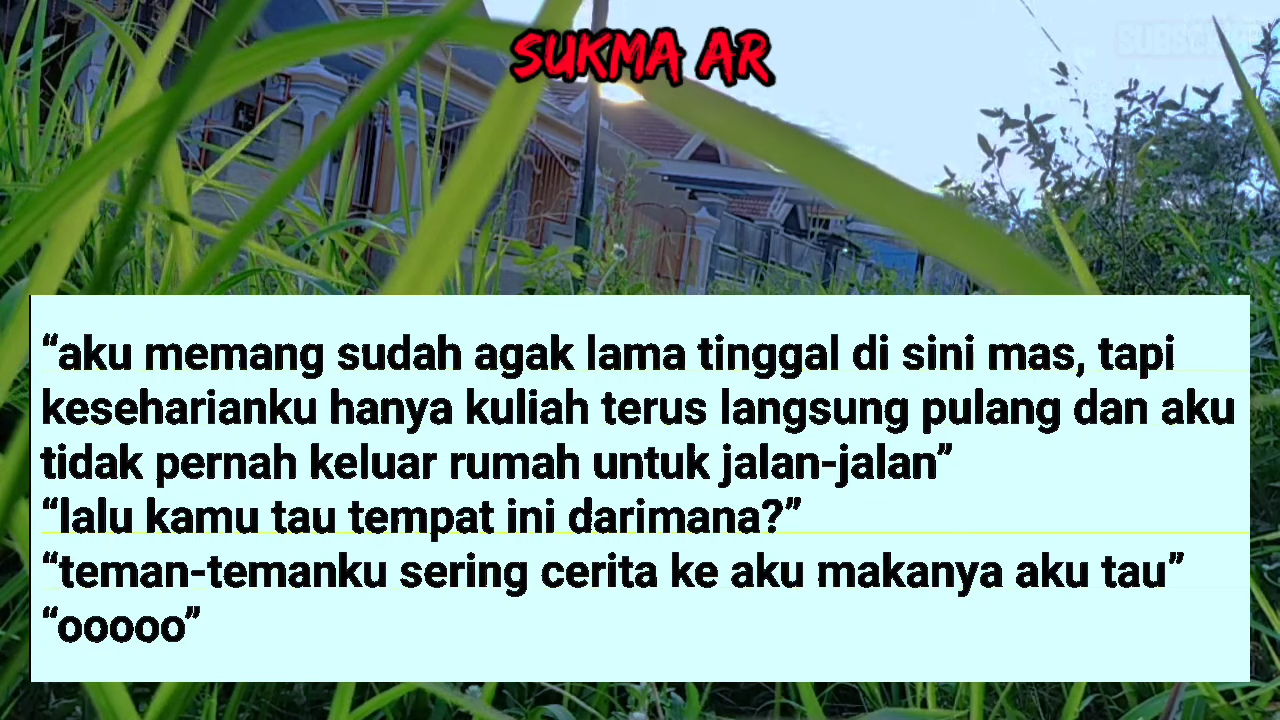 SUKMA AR
SUBSCRIBE
“aku memang sudah agak lama tinggal di sini mas, tapi
keseharianku hanya kuliah terus langsung pulang dan aku
tidak pernah keluar rumah untuk jalan-jalan”
“lalu kamu tau tempat ini darimana?”
“teman-temanku sering cerita ke aku makanya aku tau”
“ooooo”